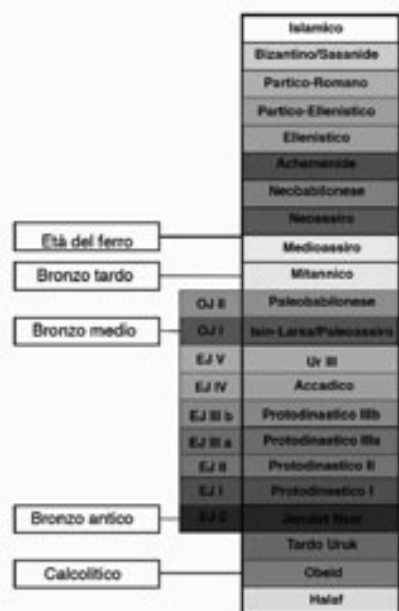 Islamico
Bizantino/Sasanide
Partico-Romano
Partico-Ellenistico
Ellenistico
Achemenide
Neobabilonese
Neoassiro
Età del ferro
Medioassiro
Bronzo tardo
Mitannico
OJ II Paleobabilonese
Bronzo medio OJ I Isin-Larsa/Paleoassiro
EJ V Ur III
EJ IV Accadico
EJ III b Protodinastico IIIb
EJ III a Protodinastico IIIa
EJ II Protodinastico II
EJ I Protodinastico I
Bronzo antico EJ 0 Jemdet Nasr
Tardo Uruk
Calcolitico Obeid
Halaf